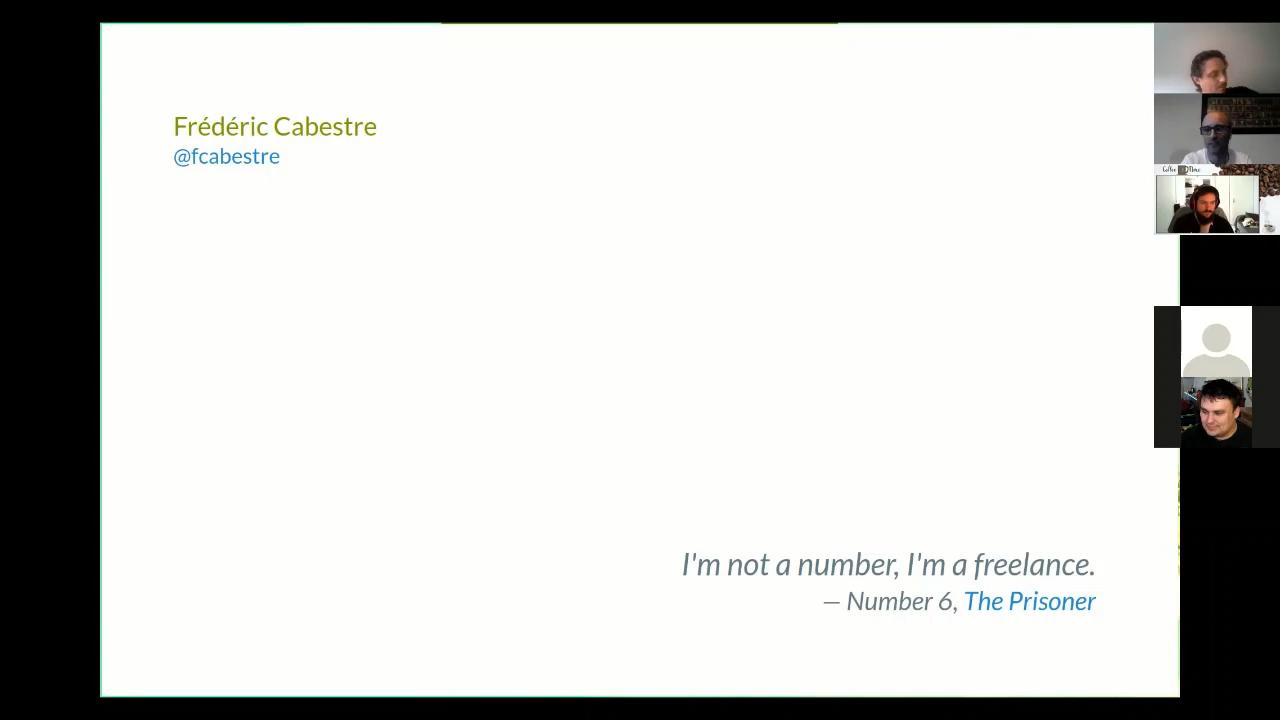 Frédéric Cabestre
@fcabestre
I'm not a number, I'm a freelance.
— Number 6, The Prisoner